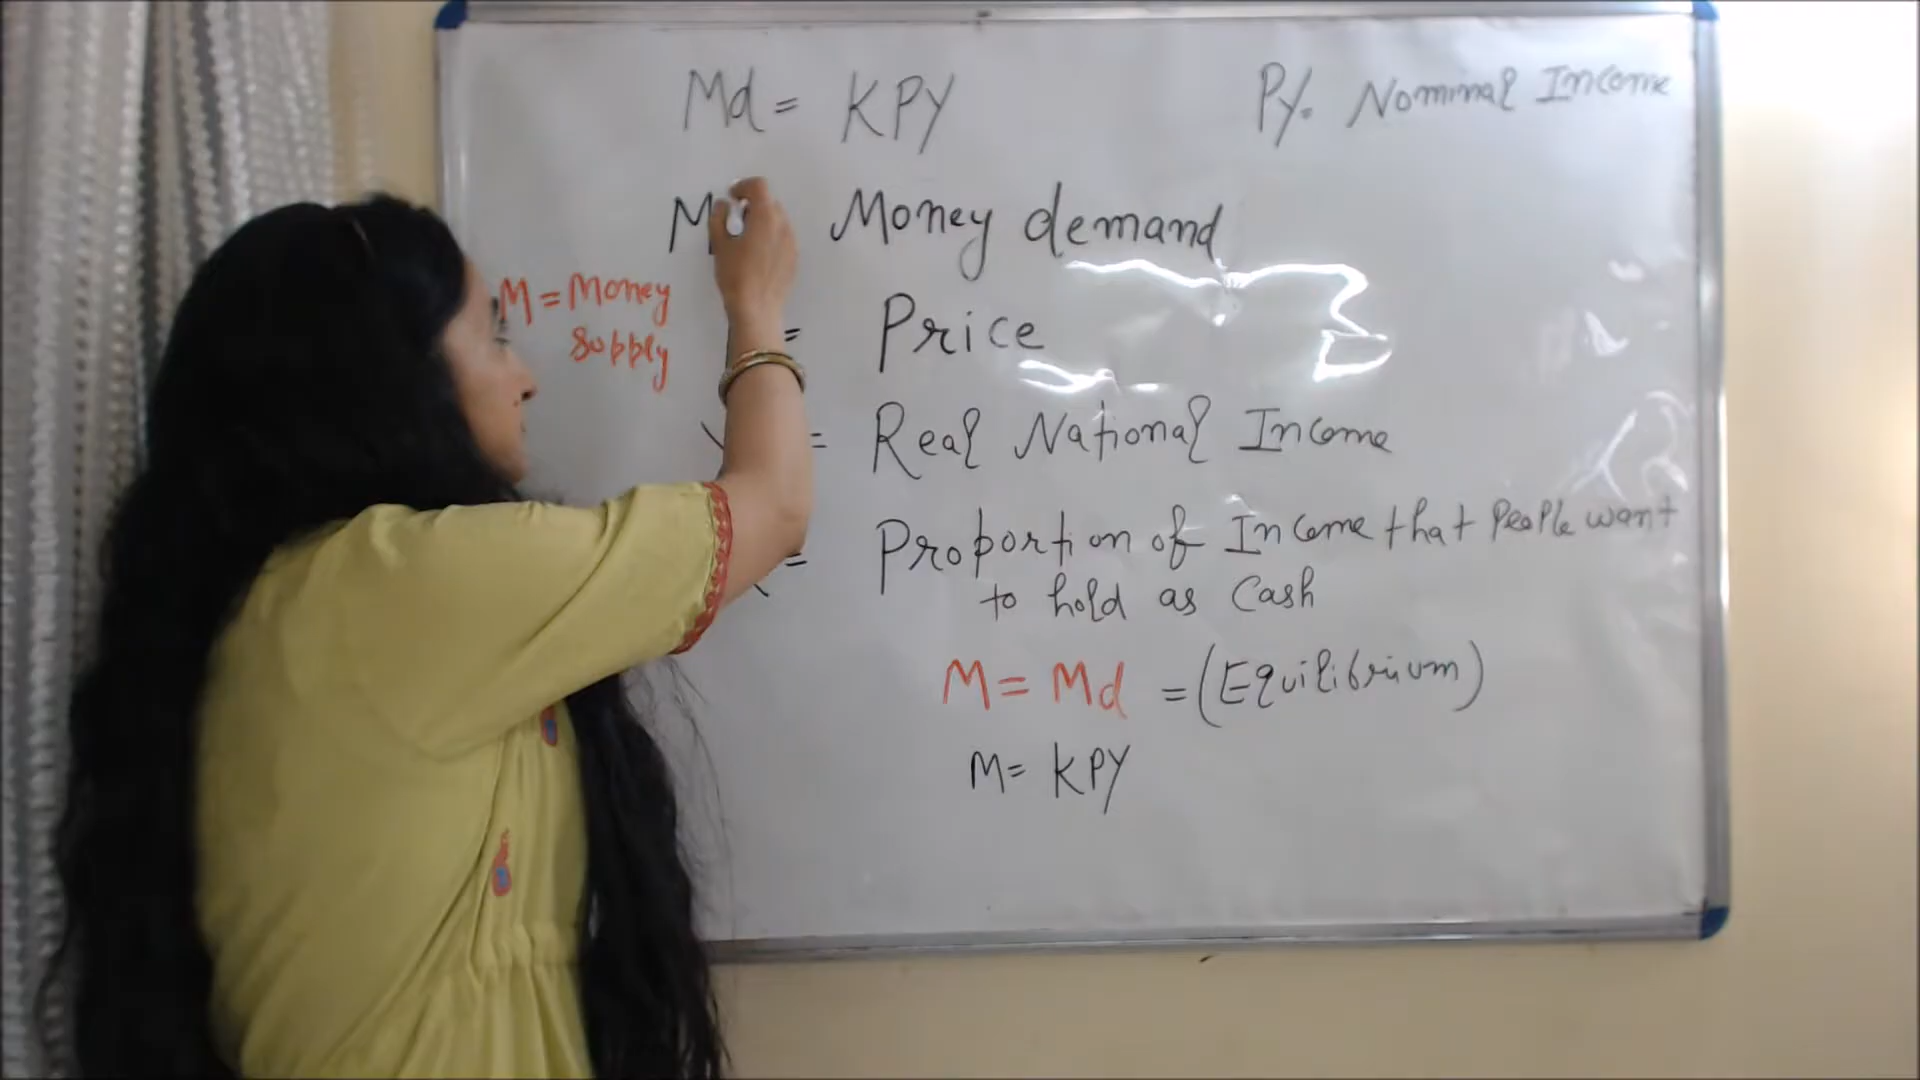 Md = KPY
PY. Nominal Income
M Money demand
M = Money
supply
= Price
= Real National Income
= Proportion of Income that People want
to hold as Cash
M = Md = (Equilibrium)
M = KPY